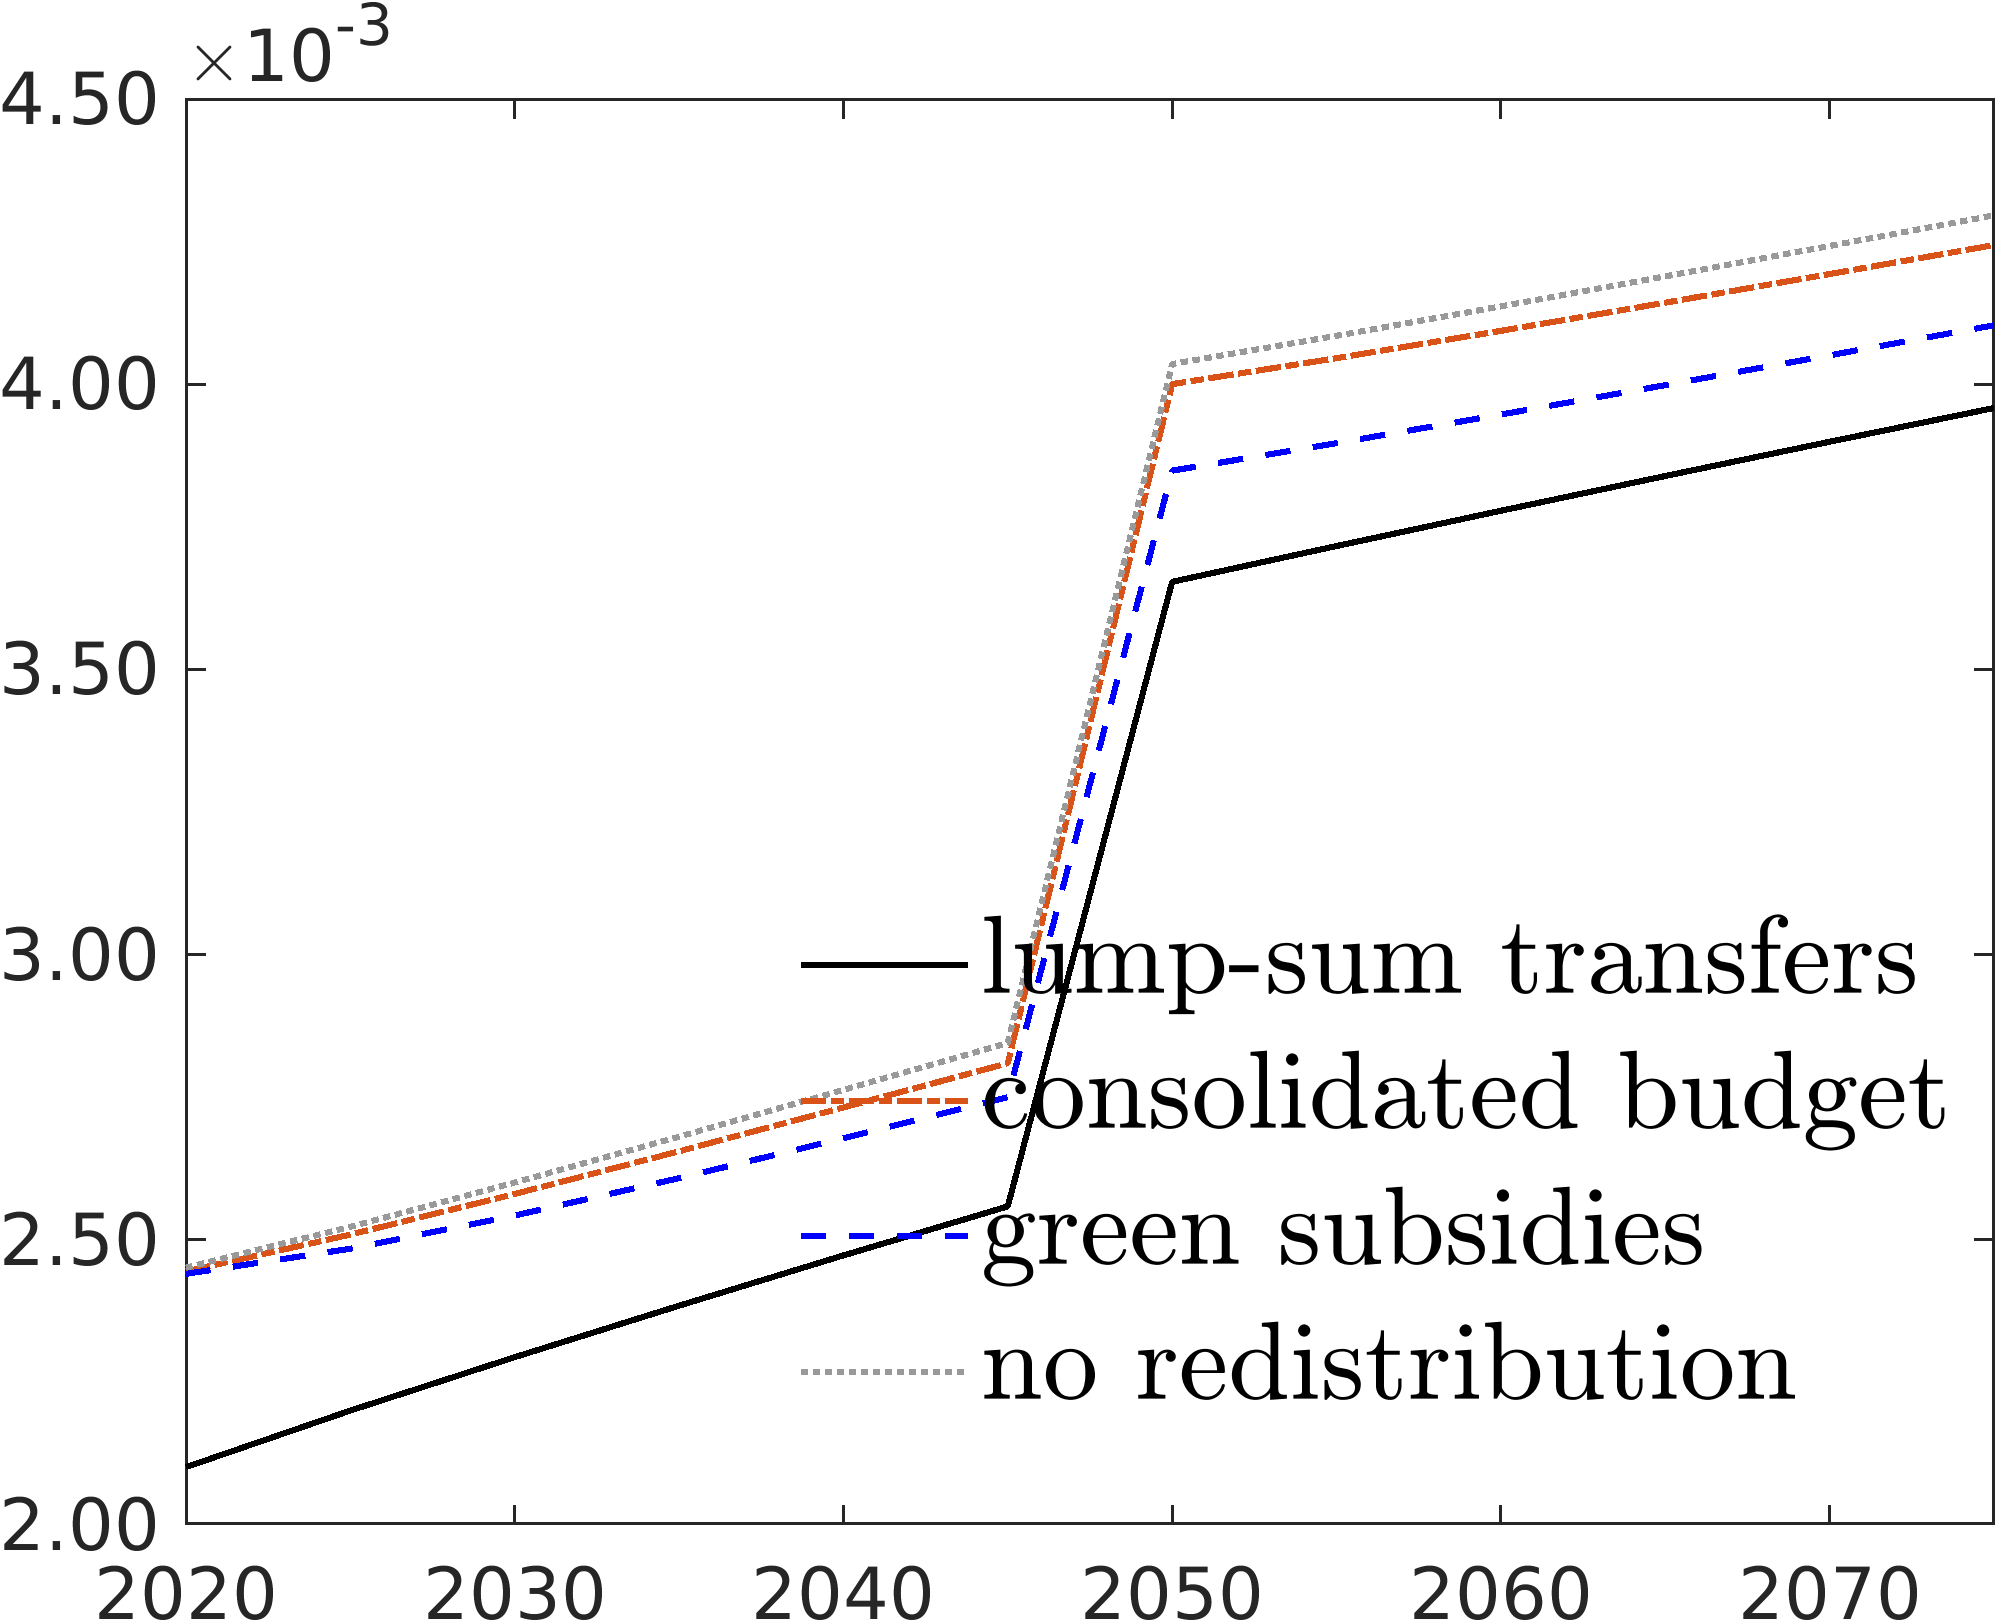 ×10-3
4.50
4.00
3.50
3.00
2.50
2.00
lump-sum transfers
consolidated budget
green subsidies
no redistribution
2020 2030 2040 2050 2060 2070